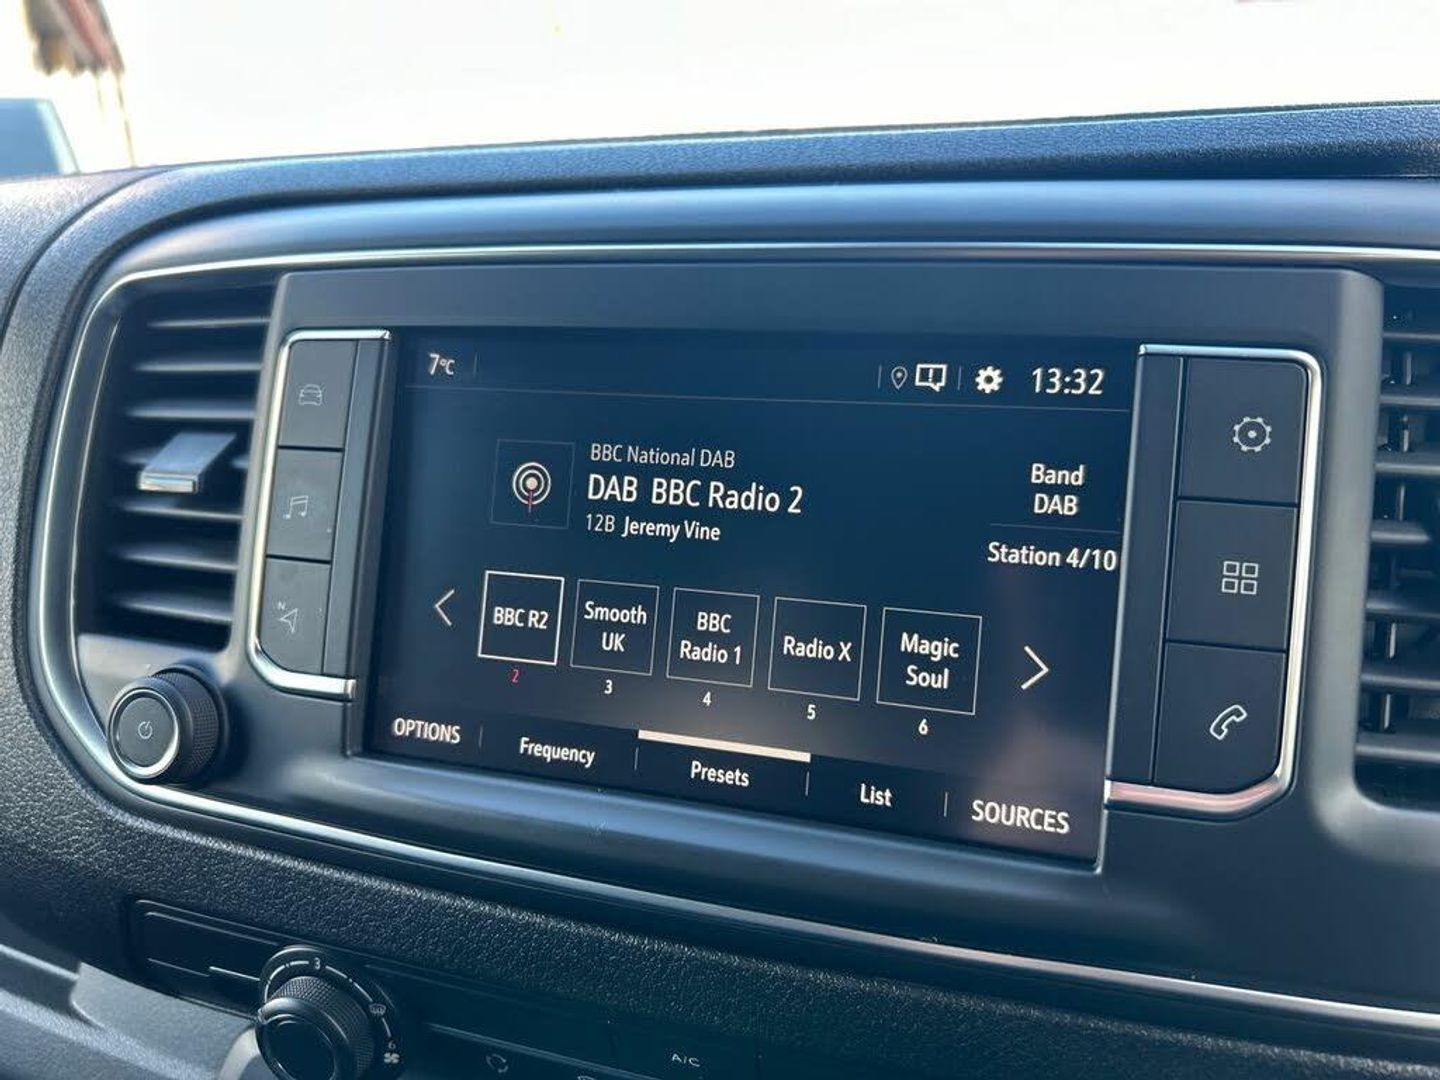 7°C
13:32
BBC National DAB
DAB BBC Radio 2
12B Jeremy Vine
Band
DAB
Station 4/10
BBC R2
2
Smooth
UK
3
BBC
Radio 1
4
Radio X
5
Magic
Soul
6
OPTIONS
Frequency
Presets
List
SOURCES
N
3
6
A/C